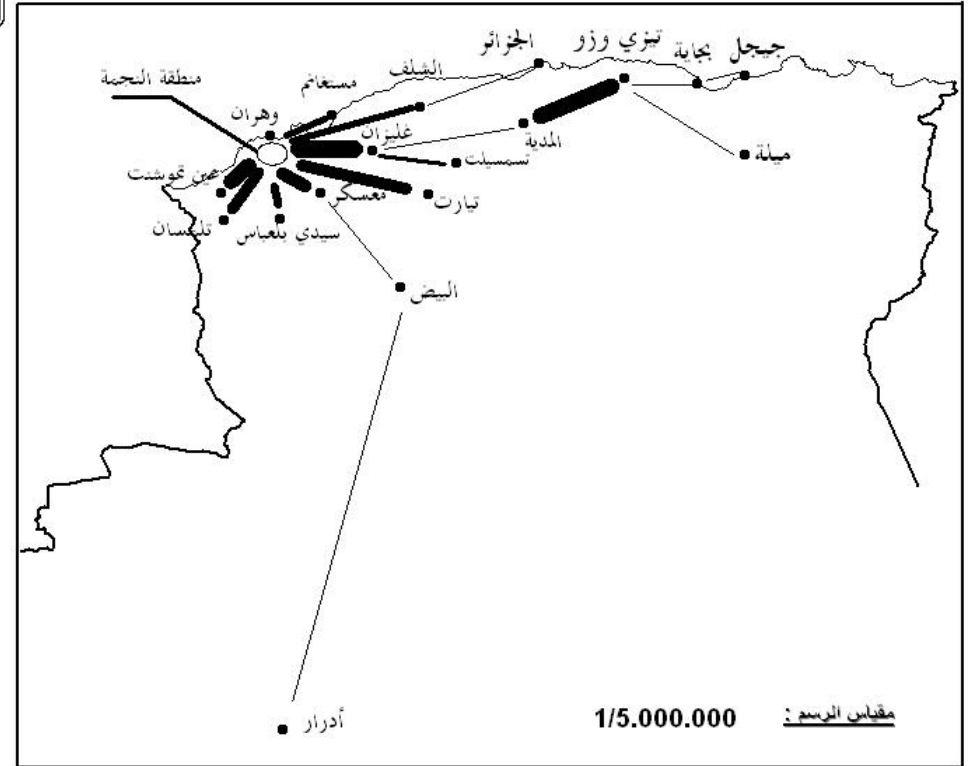 الجزائر
تيزي وزو
بجاية
جيجل
منطقة النجمة
مستغانم
الشلف
وهران
غليزان
المدية
ميلة
تسمسيلت
عين تموشنت
معسكر
تيارت
تلمسان
سيدي بلعباس
البيض
أدرار
مقياس الرسم : 1/5.000.000